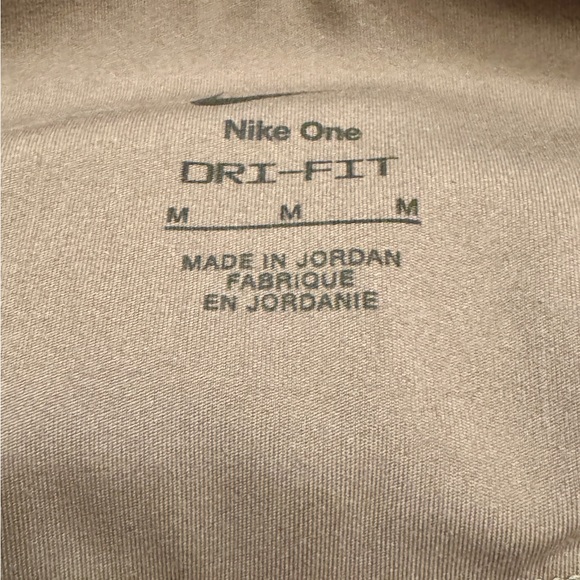 Nike One
DRI-FIT
M M M
MADE IN JORDAN
FABRIQUE
EN JORDANIE